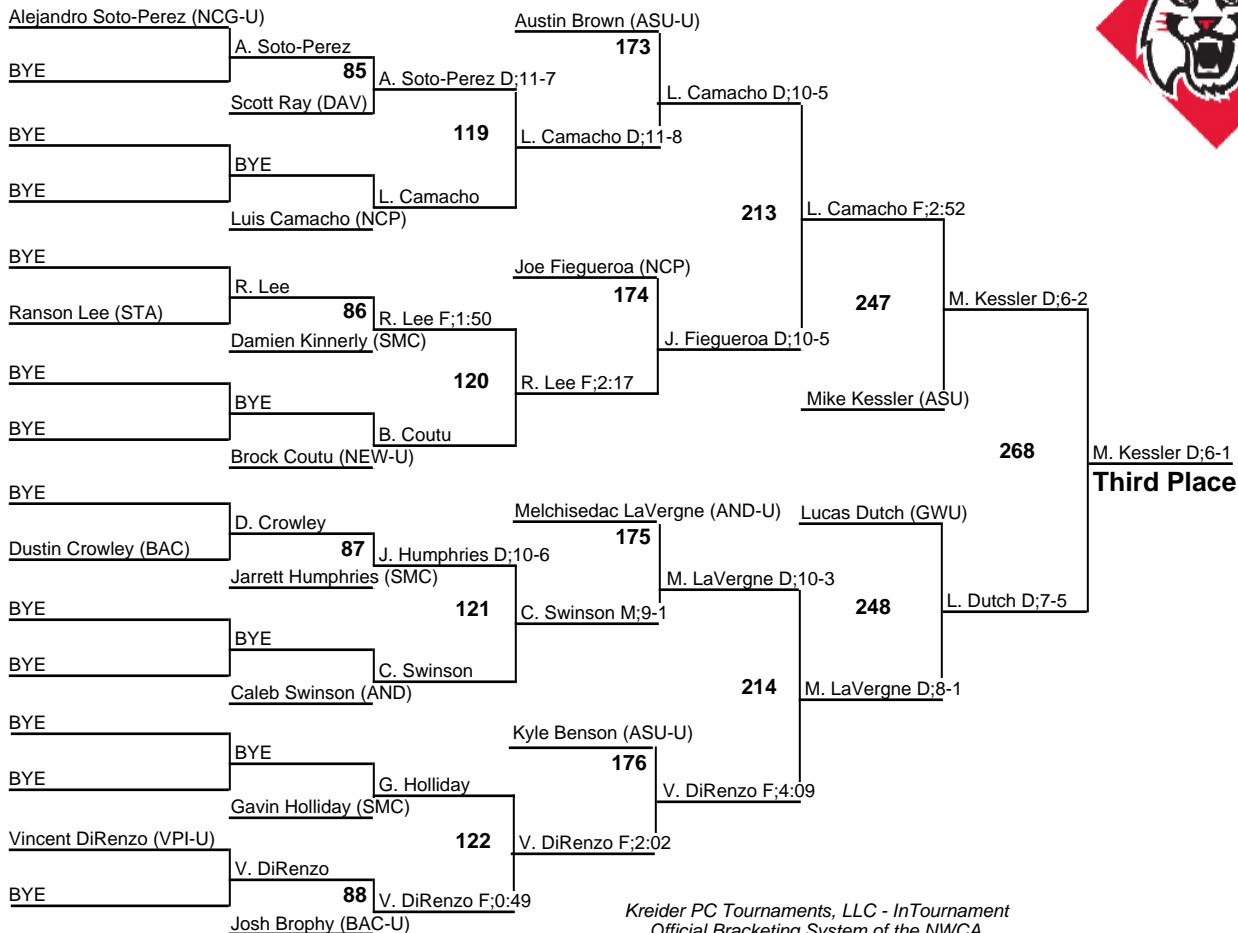 Alejandro Soto-Perez (NCG-U)
Austin Brown (ASU-U)
A. Soto-Perez
173
BYE
85
A. Soto-Perez D;11-7
Scott Ray (DAV)
L. Camacho D;10-5
BYE
119
L. Camacho D;11-8
BYE
BYE
L. Camacho
Luis Camacho (NCP)
213
L. Camacho F;2:52
BYE
Joe Fiegueroa (NCP)
R. Lee
174
247
M. Kessler D;6-2
Ranson Lee (STA)
86
R. Lee F;1:50
Damien Kinnerly (SMC)
J. Fiegueroa D;10-5
BYE
120
R. Lee F;2:17
Mike Kessler (ASU)
BYE
BYE
B. Coutu
Brock Coutu (NEW-U)
268
M. Kessler D;6-1
Third Place
BYE
Melchisedac LaVergne (AND-U)
Lucas Dutch (GWU)
D. Crowley
175
Dustin Crowley (BAC)
87
J. Humphries D;10-6
Jarrett Humphries (SMC)
M. LaVergne D;10-3
BYE
121
C. Swinson M;9-1
248
L. Dutch D;7-5
BYE
BYE
C. Swinson
Caleb Swinson (AND)
214
M. LaVergne D;8-1
BYE
Kyle Benson (ASU-U)
BYE
176
BYE
G. Holliday
V. DiRenzo F;4:09
Gavin Holliday (SMC)
Vincent DiRenzo (VPI-U)
122
V. DiRenzo F;2:02
V. DiRenzo
BYE
88
V. DiRenzo F;0:49
Josh Brophy (BAC-U)
Kreider PC Tournaments, LLC - InTournament
Official Bracketing System of the NWCA